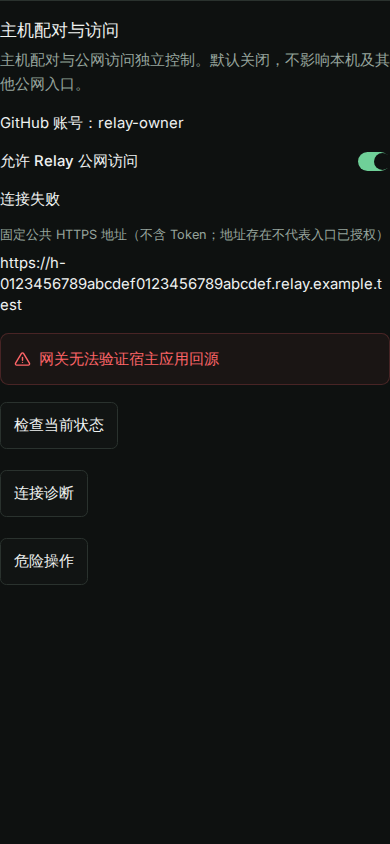 主机配对与访问
主机配对与公网访问独立控制。默认关闭，不影响本机及其
他公网入口。
GitHub 账号：relay-owner
允许 Relay 公网访问
连接失败
固定公共 HTTPS 地址（不含 Token；地址存在不代表入口已授权）
https://h-
0123456789abcdef0123456789abcdef.relay.example.t
est
网关无法验证宿主应用回源
检查当前状态
连接诊断
危险操作